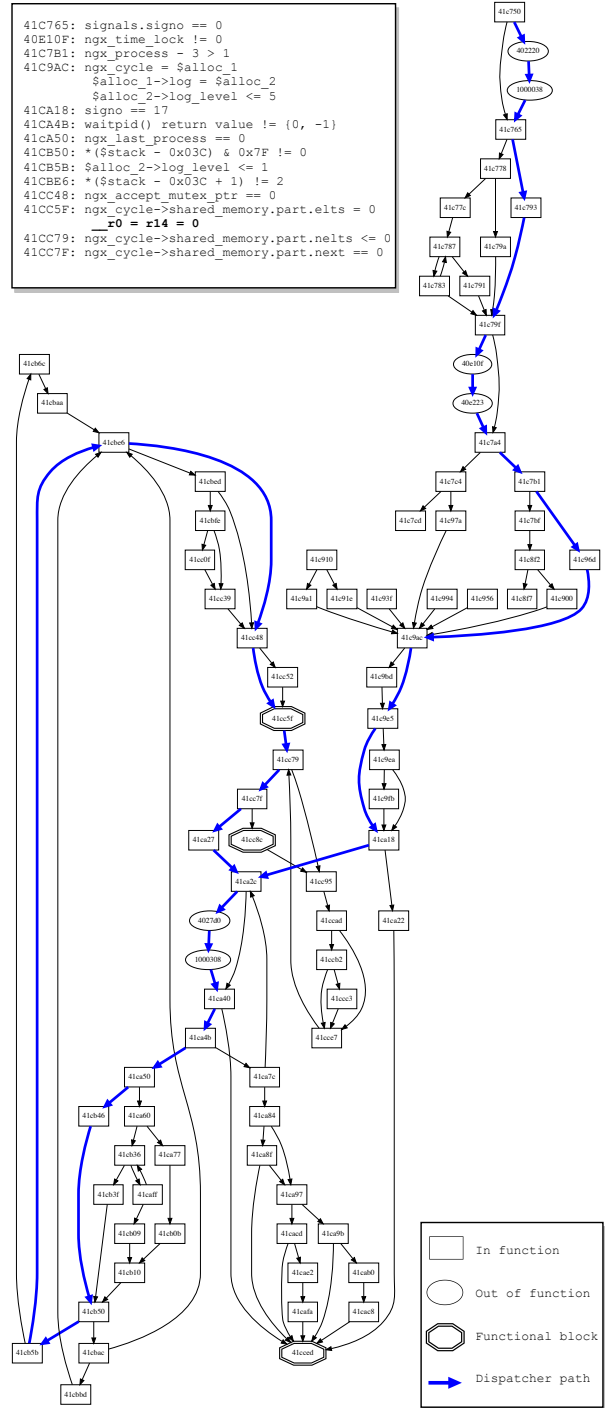 41C765: signals.signo == 0
40E10F: ngx_time_lock != 0
41C7B1: ngx_process - 3 > 1
41C9AC: ngx_cycle = $alloc_1
$alloc_1->log = $alloc_2
$alloc_2->log_level <= 5
41CA18: signo == 17
41CA4B: waitpid() return value != {0, -1}
41CA50: ngx_last_process == 0
41CB50: *($stack - 0x03C) & 0x7F != 0
41CB5B: $alloc_2->log_level <= 1
41CBE6: *($stack - 0x03C + 1) != 2
41CC48: ngx_accept_mutex_ptr == 0
41CC5F: ngx_cycle->shared_memory.part.elts = 0
__r0 = r14 = 0
41CC79: ngx_cycle->shared_memory.part.nelts <= 0
41CC7F: ngx_cycle->shared_memory.part.next == 0
41c750
402220
1000038
41c765
41c778
41c77c
41c793
41c787
41c79a
41c783
41c791
41c79f
40e10f
40e223
41c7a4
41c7c4
41c7b1
41c7cd
41c97a
41c7bf
41c8f2
41c96d
41c910
41c9a1
41c91e
41c93f
41c994
41c956
41c8f7
41c900
41c9ac
41c9bd
41c9e5
41c9ea
41c9fb
41ca18
41ca22
41cb6c
41cbaa
41cbe6
41cbed
41cbfe
41cc0f
41cc39
41cc48
41cc52
41cc5f
41cc79
41cc7f
41ca27
41cc8c
41ca2c
41cc95
4027d0
41ccad
1000308
41ccb2
41ca40
41ccc3
41ca4b
41cce7
41ca50
41ca7c
41cb46
41ca60
41ca84
41cb36
41ca77
41ca8f
41cb3f
41caff
41ca97
41cb09
41cb0b
41cacd
41ca9b
41cb10
41cae2
41cab0
41cb50
41cafa
41cac8
41cb5b
41cbac
41cced
41cbbd
In function
Out of function
Functional block
Dispatcher path